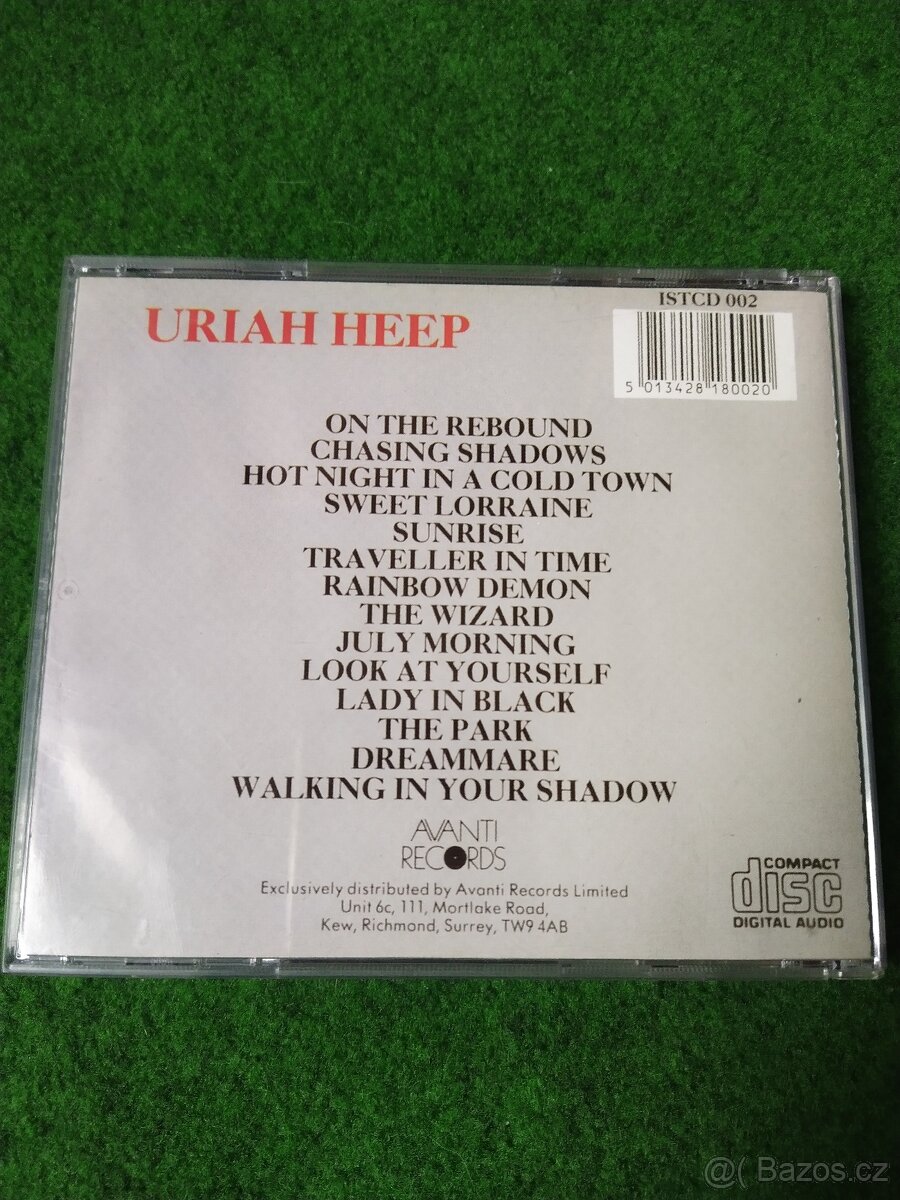 ISTCD 002
URIAH HEEP
5 013428 180020
ON THE REBOUND
CHASING SHADOWS
HOT NIGHT IN A COLD TOWN
SWEET LORRAINE
SUNRISE
TRAVELLER IN TIME
RAINBOW DEMON
THE WIZARD
JULY MORNING
LOOK AT YOURSELF
LADY IN BLACK
THE PARK
DREAMMARE
WALKING IN YOUR SHADOW
AVANTI
RECORDS
Exclusively distributed by Avanti Records Limited
Unit 6c, 111, Mortlake Road,
Kew, Richmond, Surrey, TW9 4AB
COMPACT
disc
DIGITAL AUDIO
@( Bazos.cz